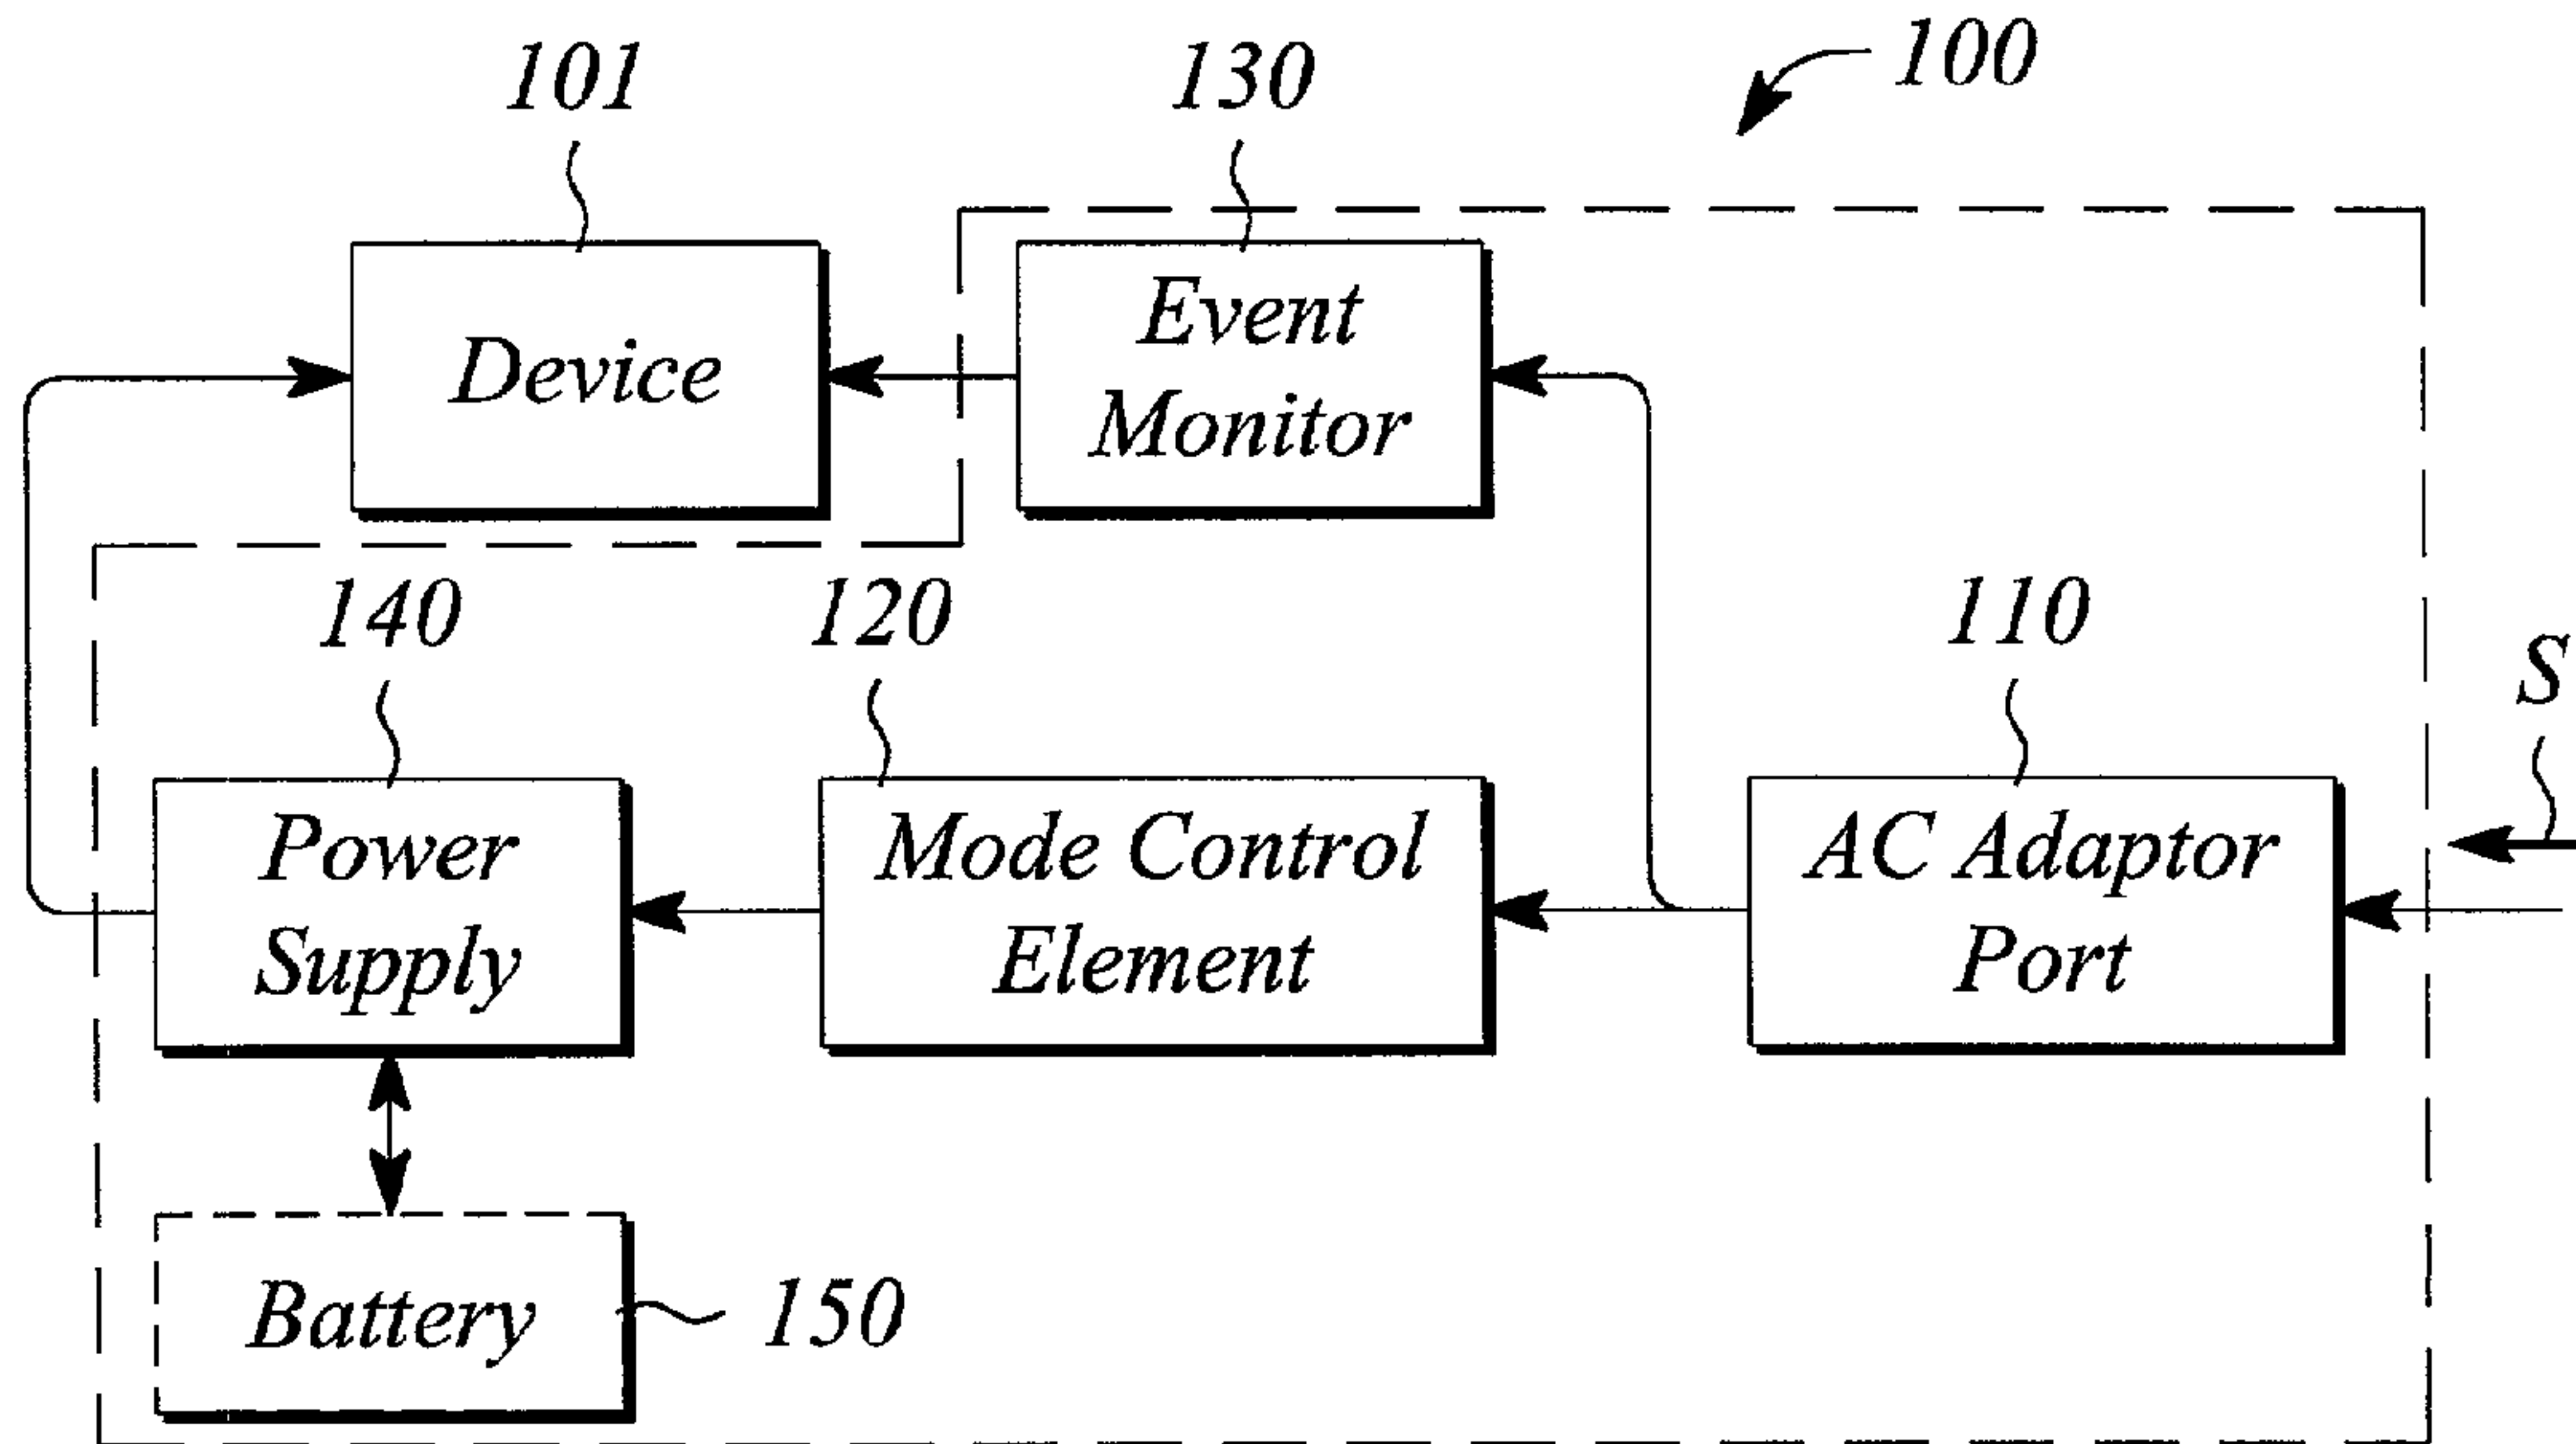 100
101
130
Device
Event
Monitor
140
120
110
S
Power
Supply
Mode Control
Element
AC Adaptor
Port
Battery
150